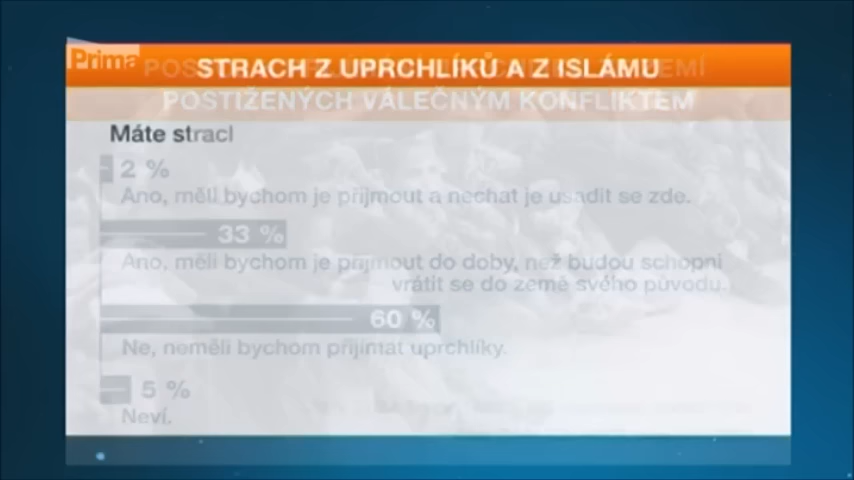 Prima
STRACH Z UPRCHLÍKŮ A Z ISLÁMU
POSTIŽENÝCH VÁLEČNÝM KONFLIKTEM
Máte stracl
2 %
Ano, měli bychom je přijmout a nechat je usadit se zde.
33 %
Ano, měli bychom je přijmout do doby, než budou schopni
vrátit se do země svého původu.
60 %
Ne, neměli bychom přijímat uprchlíky.
5 %
Neví.